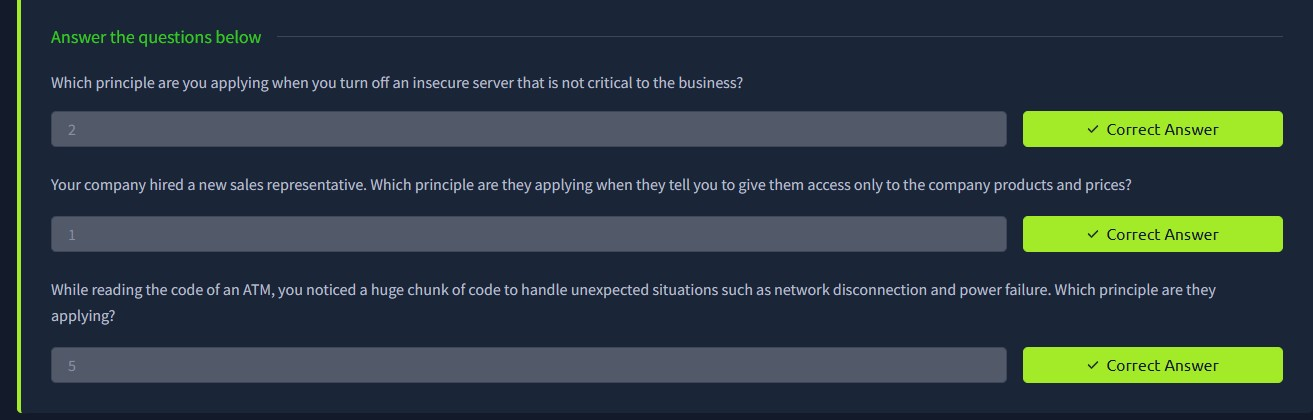 Answer the questions below
Which principle are you applying when you turn off an insecure server that is not critical to the business?
2
✓ Correct Answer
Your company hired a new sales representative. Which principle are they applying when they tell you to give them access only to the company products and prices?
1
✓ Correct Answer
While reading the code of an ATM, you noticed a huge chunk of code to handle unexpected situations such as network disconnection and power failure. Which principle are they
applying?
5
✓ Correct Answer